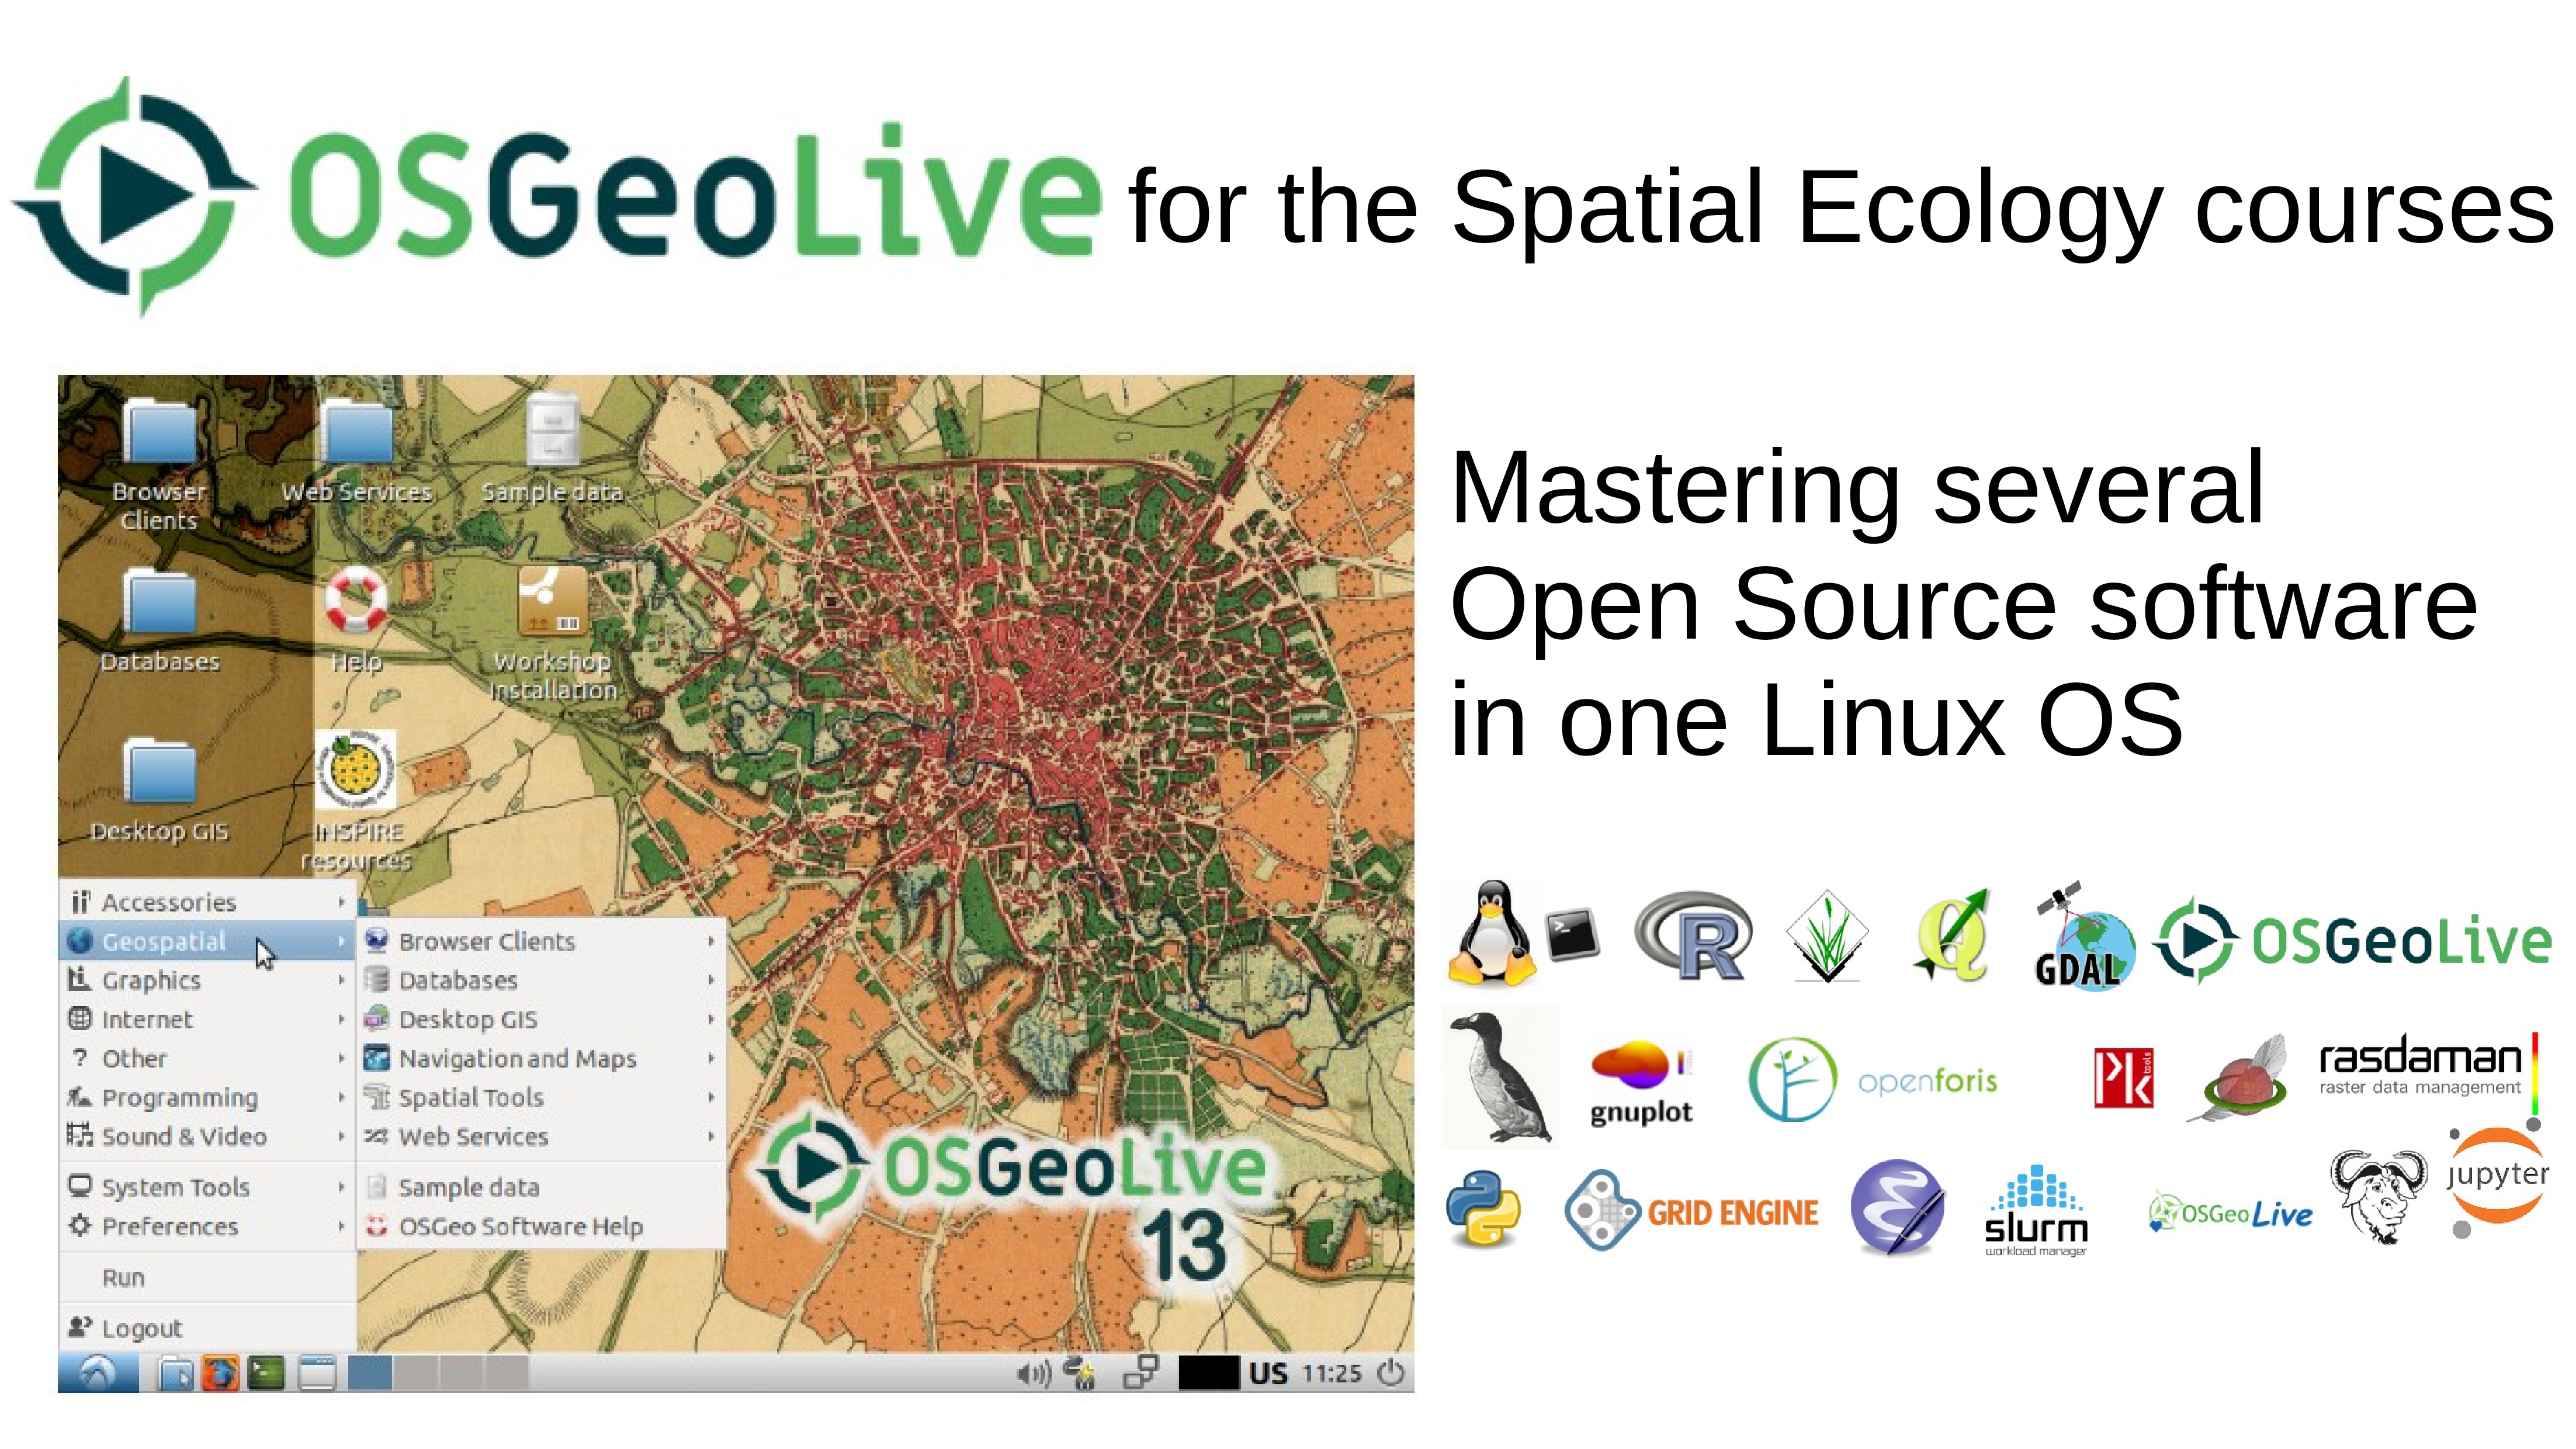 OSGeoLive for the Spatial Ecology courses
Browser
Clients
Web Services
Sample data
Databases
Help
Workshop
Installation
Desktop GIS
INSPIRE
resources
Accessories
Geospatial
Graphics
Internet
Other
Programming
Sound & Video
System Tools
Preferences
Run
Logout
Browser Clients
Databases
Desktop GIS
Navigation and Maps
Spatial Tools
Web Services
Sample data
OSGeo Software Help
OSGeoLive
13
US 11:25
Mastering several
Open Source software
in one Linux OS
R
Q
GDAL
OSGeoLive
gnuplot
openforis
PK tools
rasdaman
raster data management
GRID ENGINE
slurm
workload manager
OSGeo Live
jupyter